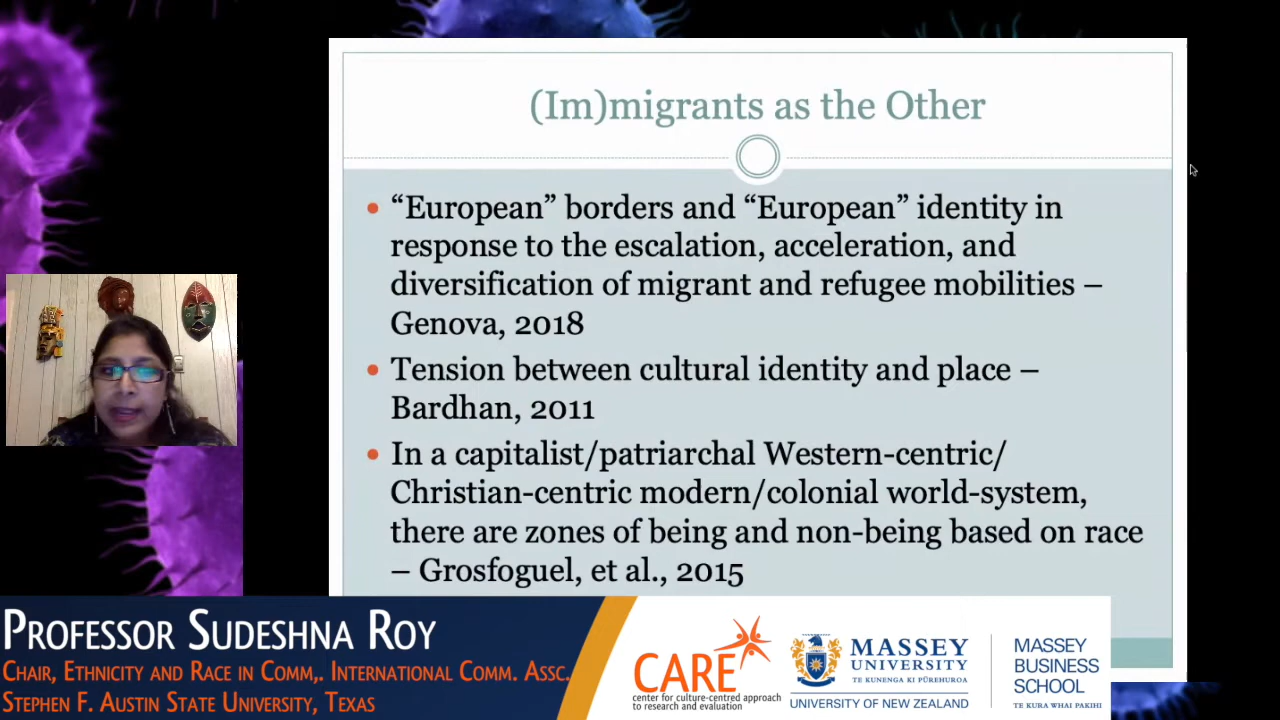 (Im)migrants as the Other
• “European” borders and “European” identity in
response to the escalation, acceleration, and
diversification of migrant and refugee mobilities –
Genova, 2018
• Tension between cultural identity and place –
Bardhan, 2011
• In a capitalist/patriarchal Western-centric/
Christian-centric modern/colonial world-system,
there are zones of being and non-being based on race
– Grosfoguel, et al., 2015
PROFESSOR SUDESHNA ROY
CHAIR, ETHNICITY AND RACE IN COMM,. INTERNATIONAL COMM. ASSC.
STEPHEN F. AUSTIN STATE UNIVERSITY, TEXAS
CARE
center for culture-centred approach
to research and evaluation
MASSEY
UNIVERSITY
TE KUNENGA KI PŪREHUROA
UNIVERSITY OF NEW ZEALAND
MASSEY
BUSINESS
SCHOOL
TE KURA WHAI PAKIHI